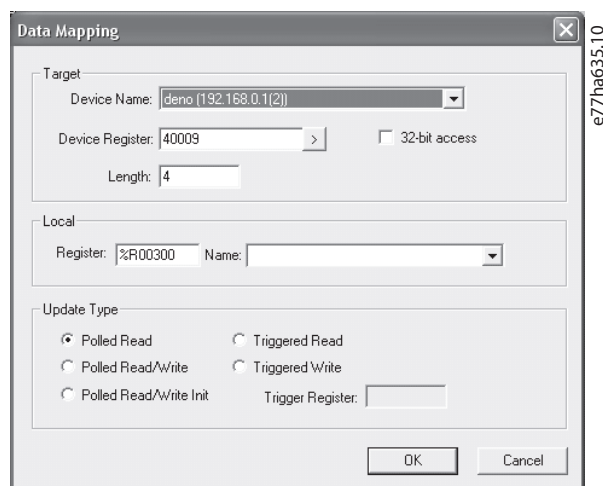 Data Mapping
Target
Device Name: deno (192.168.0.1(2))
Device Register: 40009 > 32-bit access
Length: 4
Local
Register: %R00300 Name:
Update Type
Polled Read Triggered Read
Polled Read/Write Triggered Write
Polled Read/Write Init Trigger Register:
OK Cancel
e77ha635.10